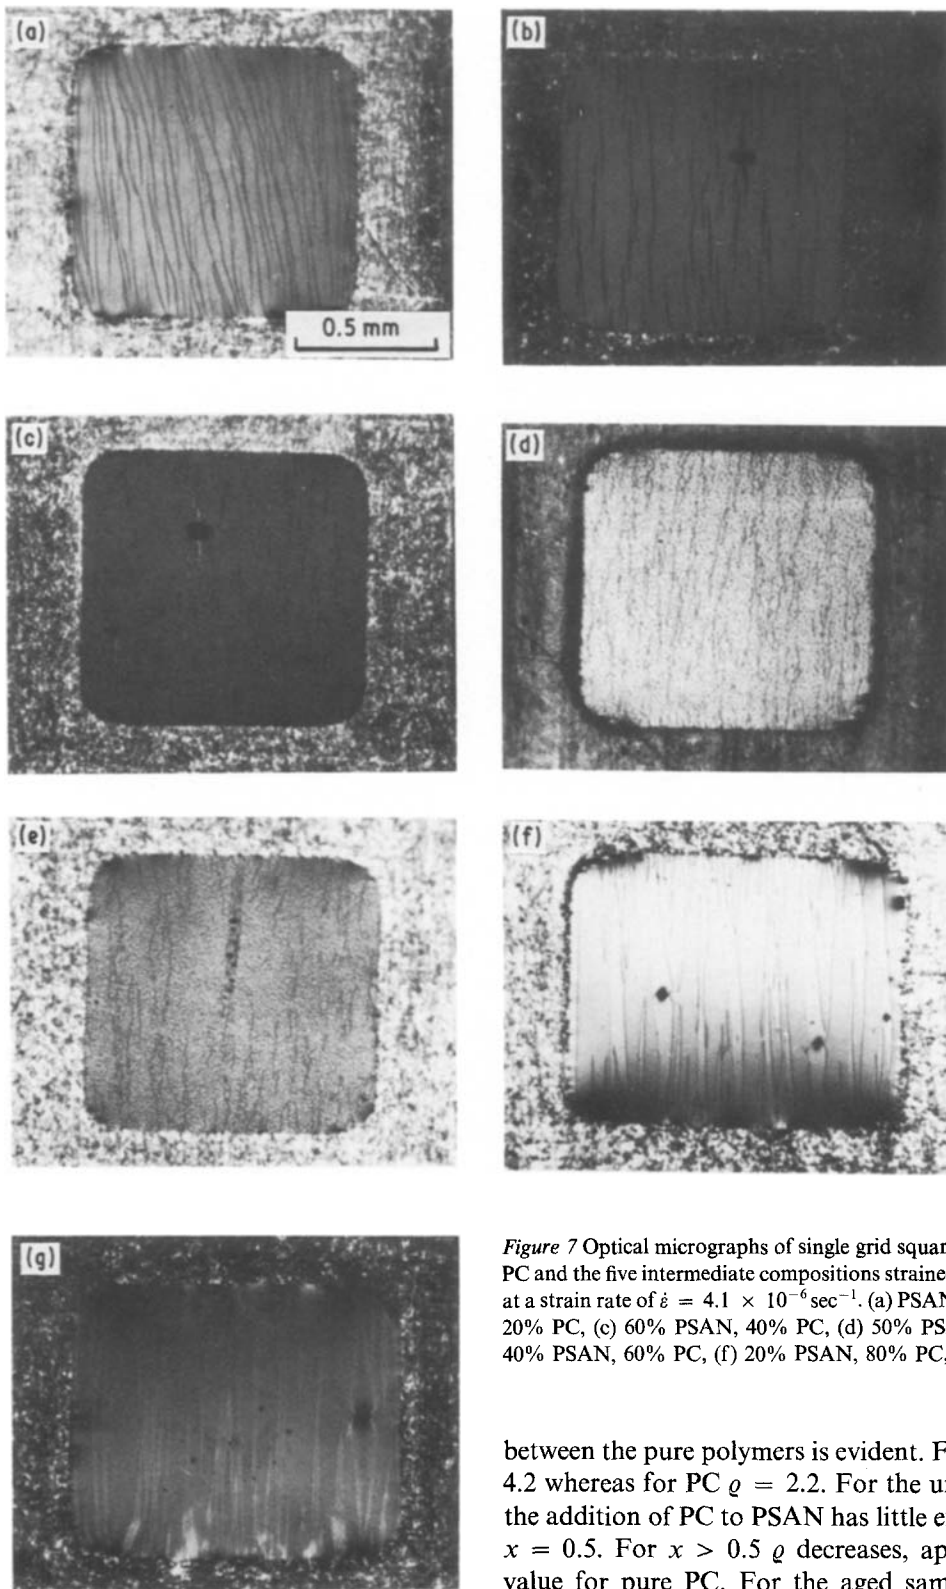 (a)
(b)
0.5 mm
(c)
(d)
(e)
(f)
(g)
Figure 7 Optical micrographs of single grid squar
PC and the five intermediate compositions strained
at a strain rate of ε̇ = 4.1 × 10⁻⁶ sec⁻¹. (a) PSAN
20% PC, (c) 60% PSAN, 40% PC, (d) 50% PS
40% PSAN, 60% PC, (f) 20% PSAN, 80% PC,
between the pure polymers is evident. F
4.2 whereas for PC ϱ = 2.2. For the u
the addition of PC to PSAN has little e
x = 0.5. For x > 0.5 ϱ decreases, ap
value for pure PC. For the aged sam